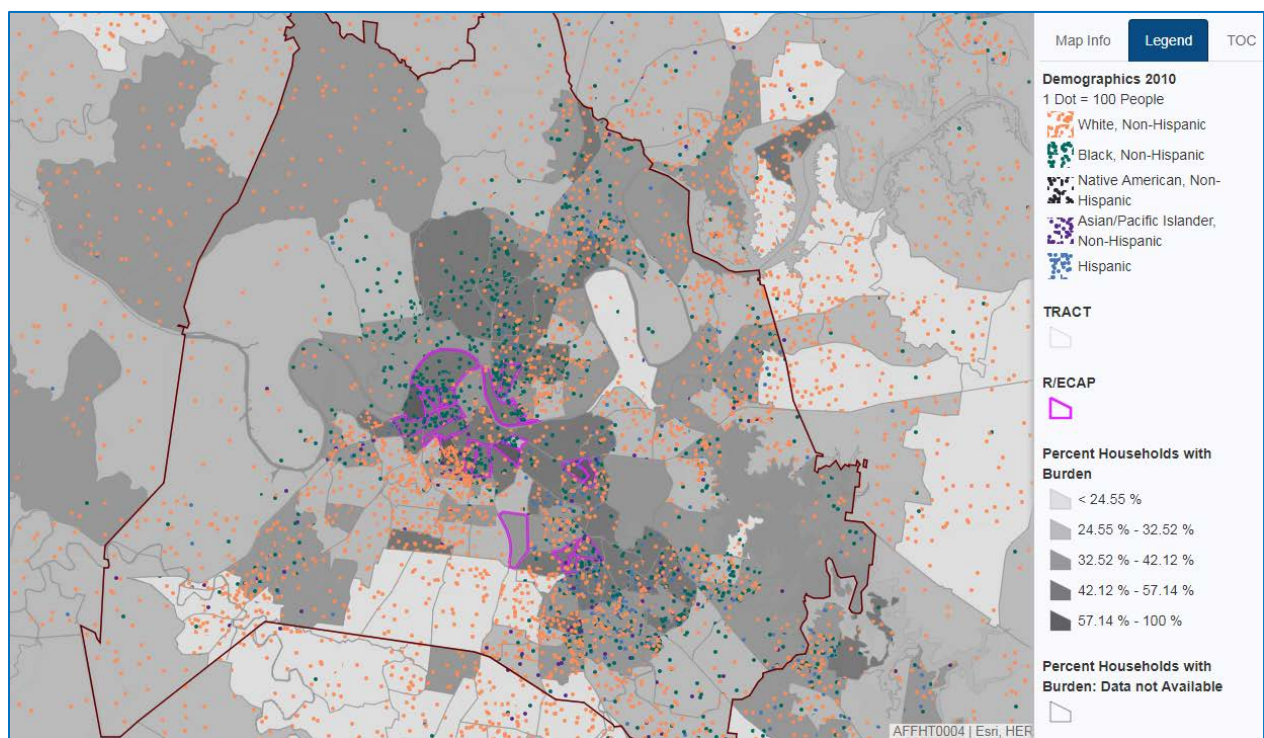 Map Info
Legend
TOC
Demographics 2010
1 Dot = 100 People
White, Non-Hispanic
Black, Non-Hispanic
Native American, Non-
Hispanic
Asian/Pacific Islander,
Non-Hispanic
Hispanic
TRACT
R/ECAP
Percent Households with
Burden
< 24.55 %
24.55 % - 32.52 %
32.52 % - 42.12 %
42.12 % - 57.14 %
57.14 % - 100 %
Percent Households with
Burden: Data not Available
AFFHT0004 | Esri, HER